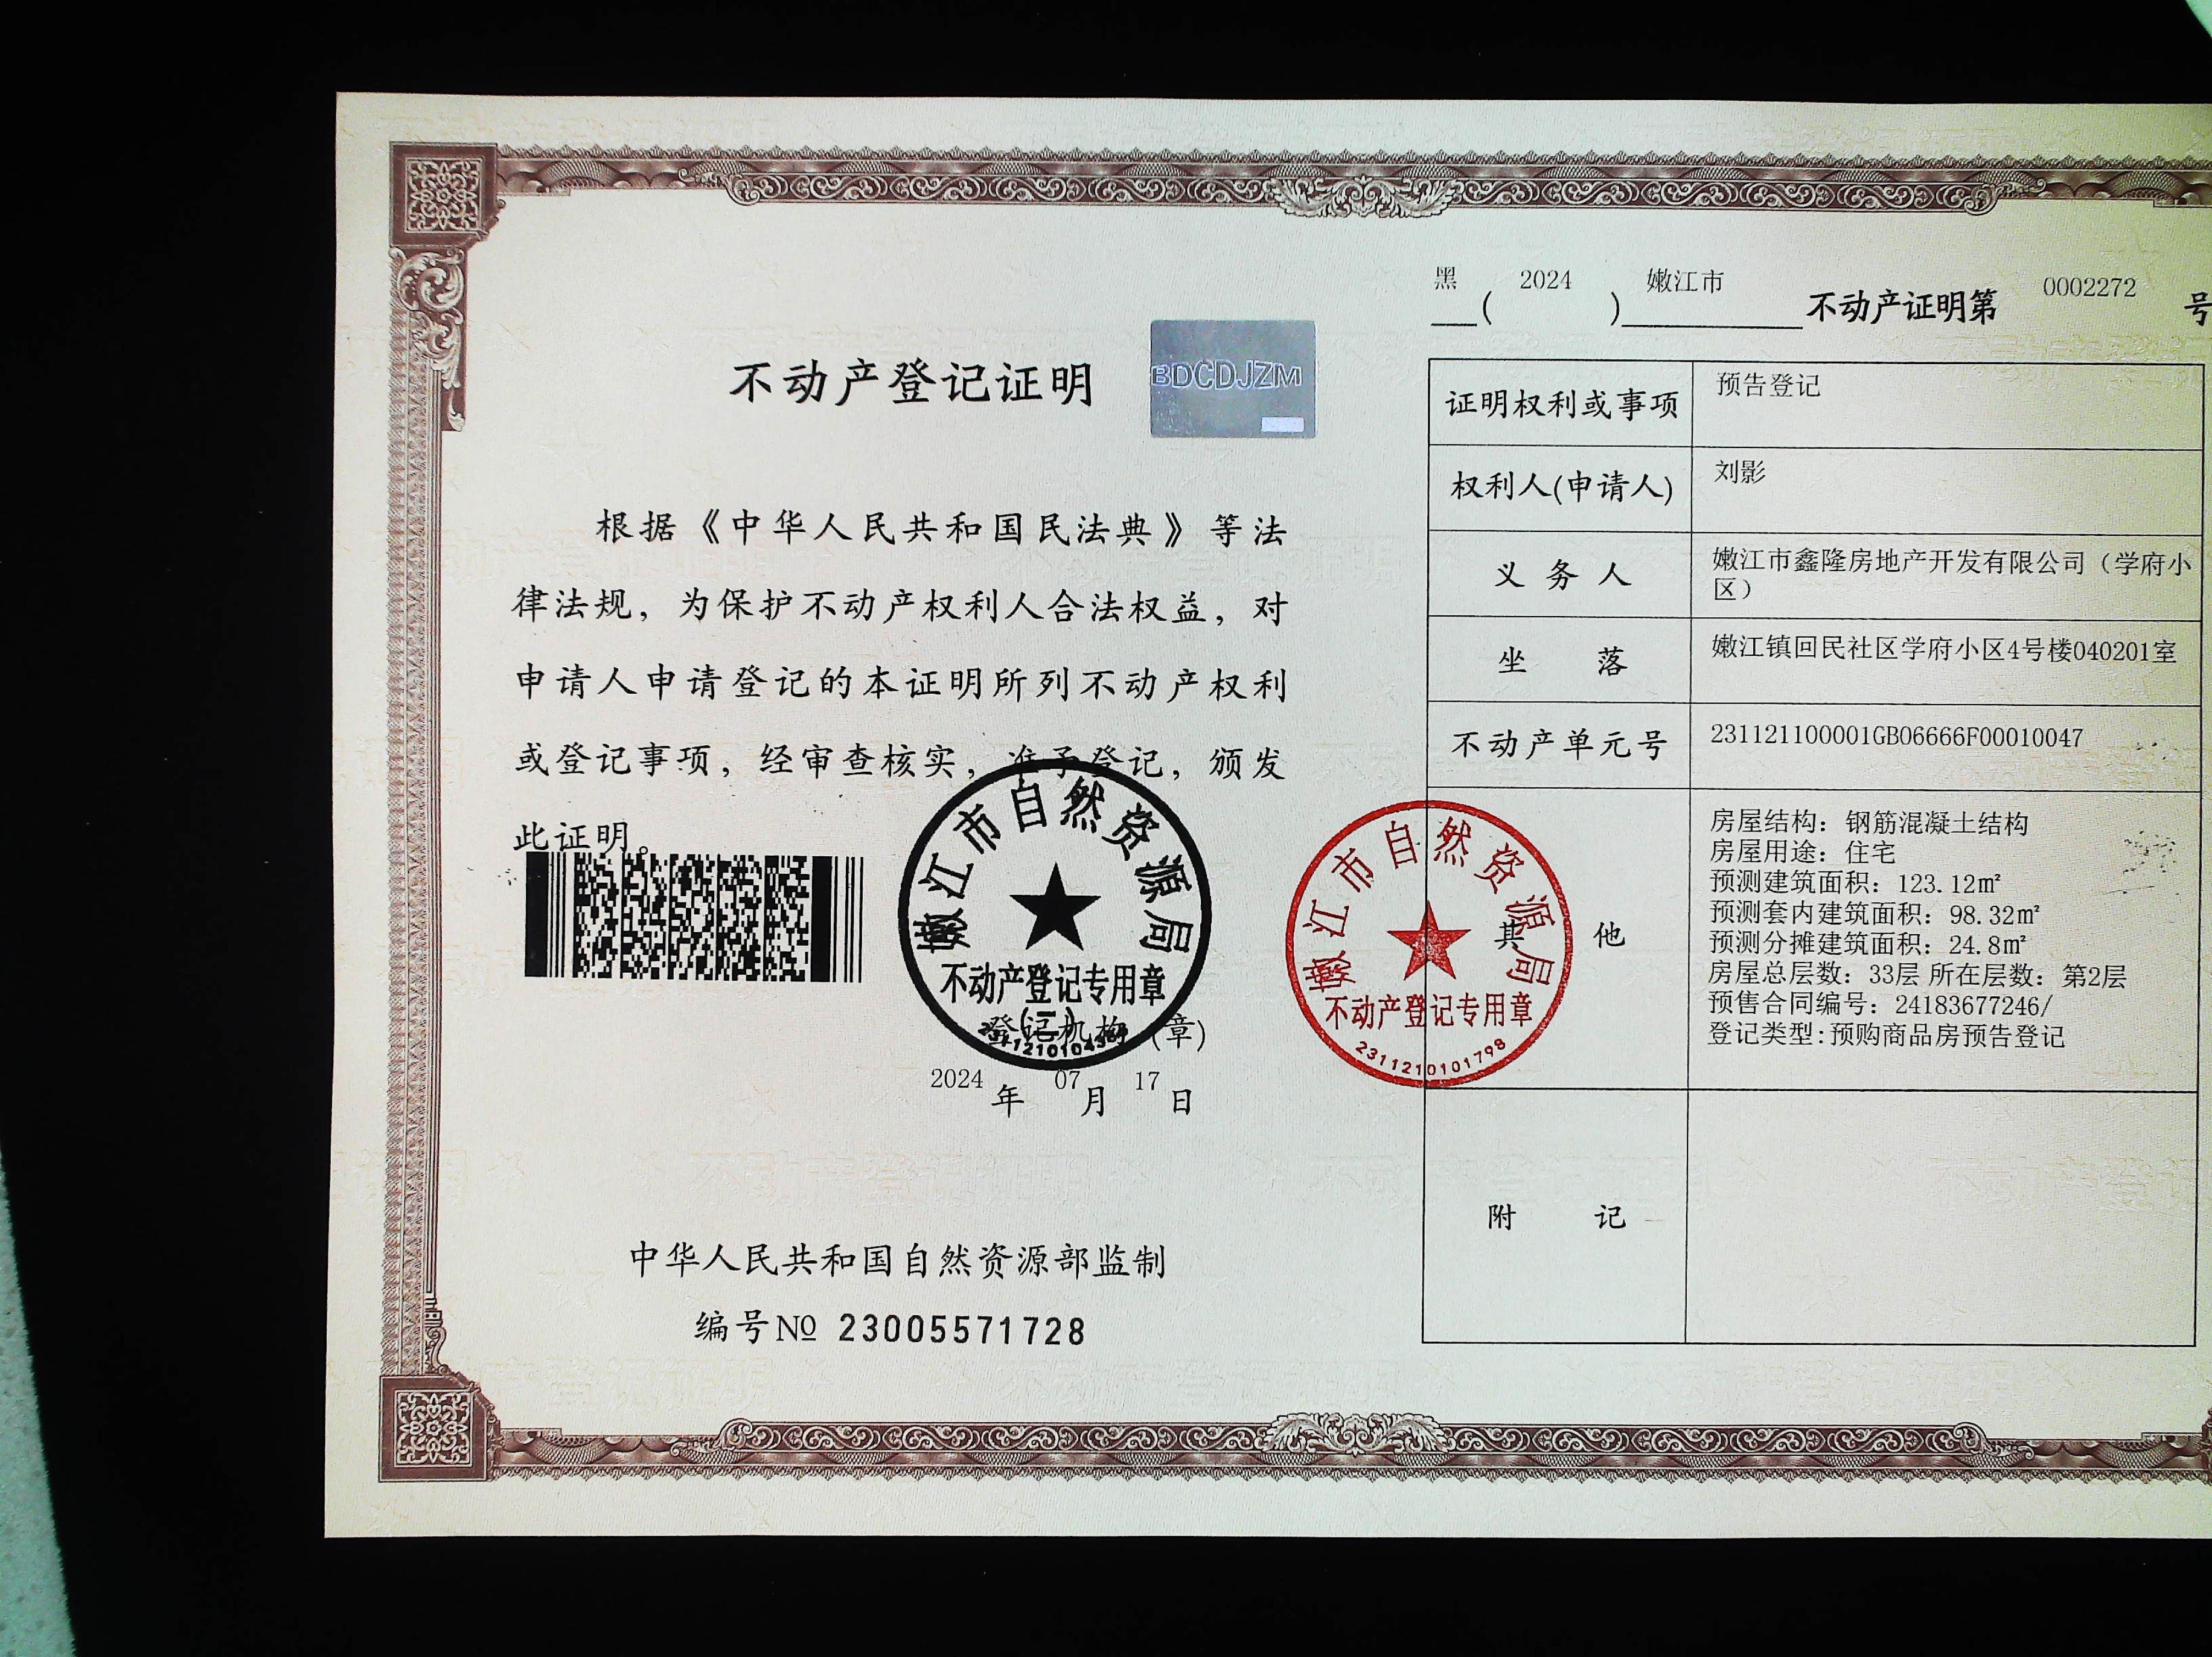 不动产登记证明
BDCDJZM
根据《中华人民共和国民法典》等法
律法规，为保护不动产权利人合法权益，对
申请人申请登记的本证明所列不动产权利
或登记事项，经审查核实，准予登记，颁发
此证明。
嫩江市自然资源局
不动产登记专用章
登记机构（章）
2024年07月17日
中华人民共和国自然资源部监制
编号№ 23005571728
黑（2024）嫩江市不动产证明第0002272号
证明权利或事项 预告登记
权利人(申请人) 刘影
义务人 嫩江市鑫隆房地产开发有限公司（学府小
区）
坐落 嫩江镇回民社区学府小区4号楼040201室
不动产单元号 231121100001GB06666F00010047
其他
房屋结构：钢筋混凝土结构
房屋用途：住宅
预测建筑面积：123.12㎡
预测套内建筑面积：98.32㎡
预测分摊建筑面积：24.8㎡
房屋总层数：33层 所在层数：第2层
预售合同编号：24183677246/
登记类型:预购商品房预告登记
嫩江市自然资源局
不动产登记专用章
2311210101798
附记